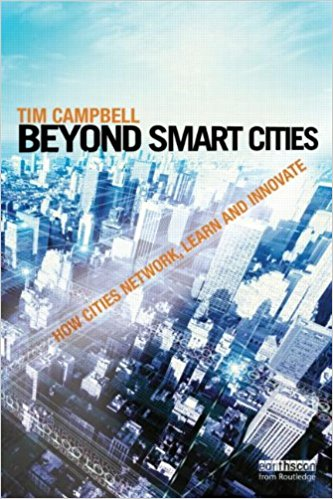 TIM CAMPBELL
BEYOND SMART CITIES
HOW CITIES NETWORK, LEARN AND INNOVATE
earthscan
from Routledge